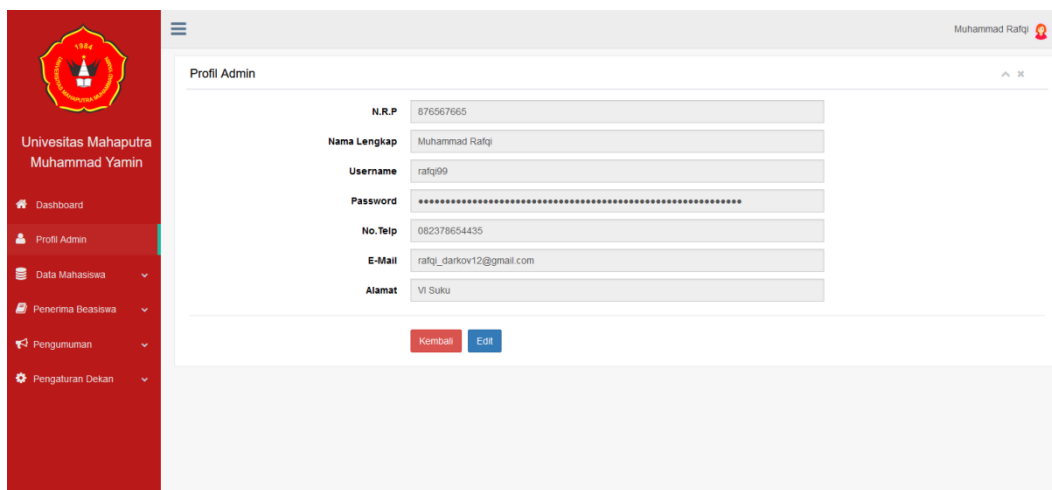 Muhammad Rafqi
1984
Univesitas Mahaputra
Muhammad Yamin
Dashboard
Profil Admin
Data Mahasiswa
Penerima Beasiswa
Pengumuman
Pengaturan Dekan
Profil Admin
N.R.P 876567665
Nama Lengkap Muhammad Rafqi
Username rafqi99
Password
No.Telp 082378654435
E-Mail rafqi_darkov12@gmail.com
Alamat VI Suku
Kembali Edit